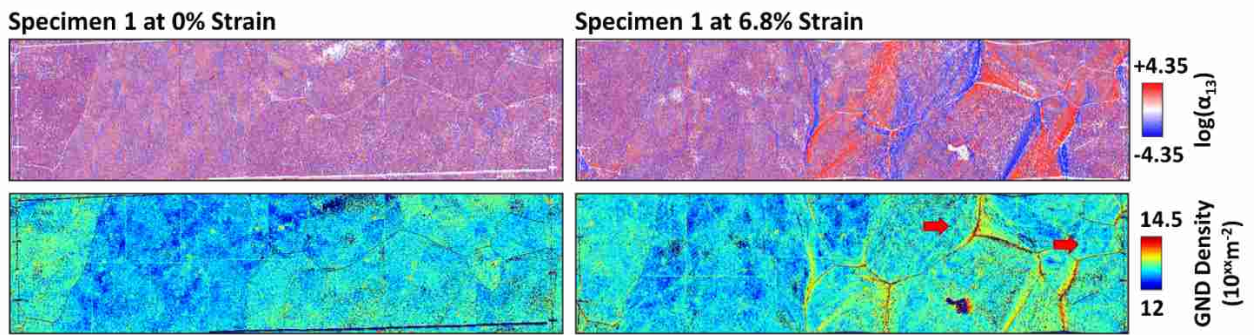 Specimen 1 at 0% Strain
Specimen 1 at 6.8% Strain
+4.35
-4.35
log(α₁₃)
14.5
12
GND Density
(10ˣˣm⁻²)